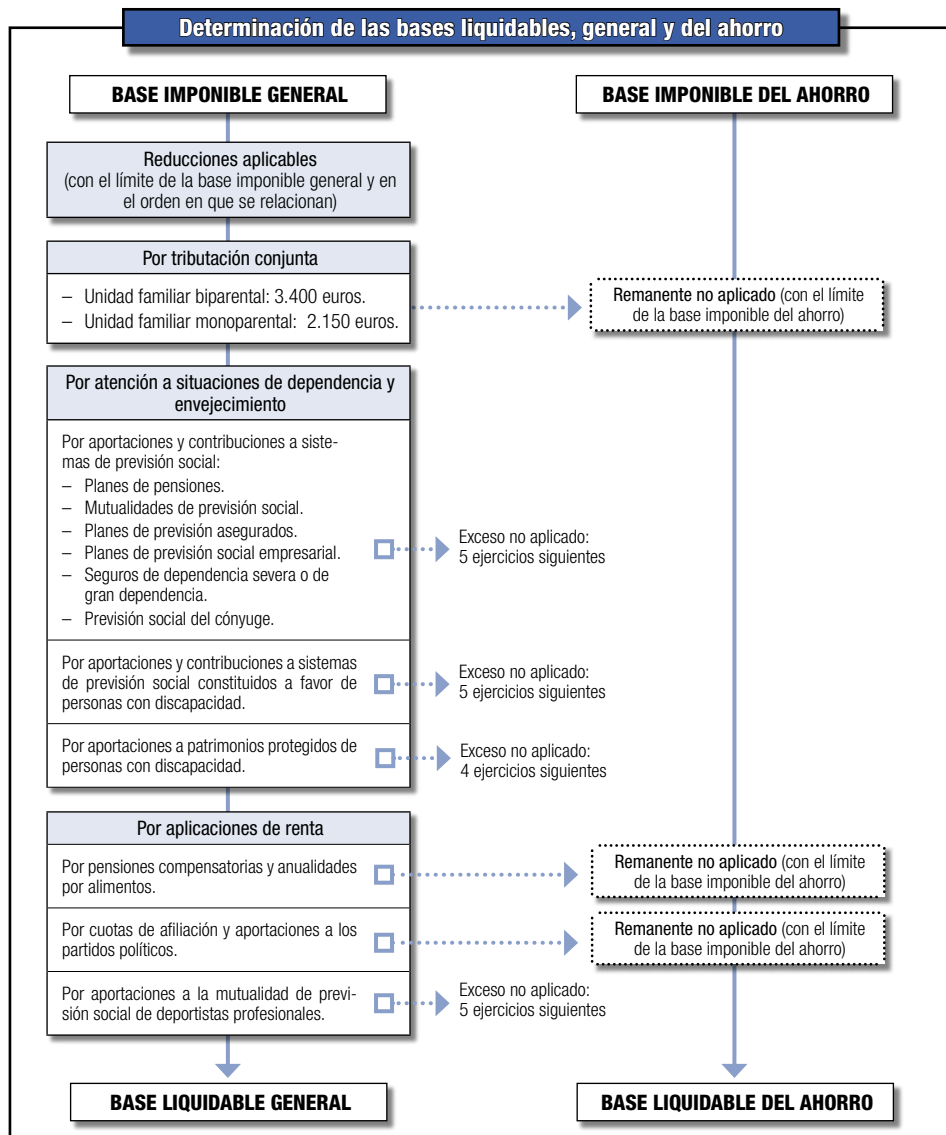 Determinación de las bases liquidables, general y del ahorro
BASE IMPONIBLE GENERAL
BASE IMPONIBLE DEL AHORRO
Reducciones aplicables
(con el límite de la base imponible general y en
el orden en que se relacionan)
Por tributación conjunta
– Unidad familiar biparental: 3.400 euros.
– Unidad familiar monoparental: 2.150 euros.
Remanente no aplicado (con el límite
de la base imponible del ahorro)
Por atención a situaciones de dependencia y
envejecimiento
Por aportaciones y contribuciones a siste-
mas de previsión social:
– Planes de pensiones.
– Mutualidades de previsión social.
– Planes de previsión asegurados.
– Planes de previsión social empresarial.
– Seguros de dependencia severa o de
gran dependencia.
– Previsión social del cónyuge.
Exceso no aplicado:
5 ejercicios siguientes
Por aportaciones y contribuciones a sistemas
de previsión social constituidos a favor de
personas con discapacidad.
Exceso no aplicado:
5 ejercicios siguientes
Por aportaciones a patrimonios protegidos de
personas con discapacidad.
Exceso no aplicado:
4 ejercicios siguientes
Por aplicaciones de renta
Por pensiones compensatorias y anualidades
por alimentos.
Remanente no aplicado (con el límite
de la base imponible del ahorro)
Por cuotas de afiliación y aportaciones a los
partidos políticos.
Remanente no aplicado (con el límite
de la base imponible del ahorro)
Por aportaciones a la mutualidad de previ-
sión social de deportistas profesionales.
Exceso no aplicado:
5 ejercicios siguientes
BASE LIQUIDABLE GENERAL
BASE LIQUIDABLE DEL AHORRO